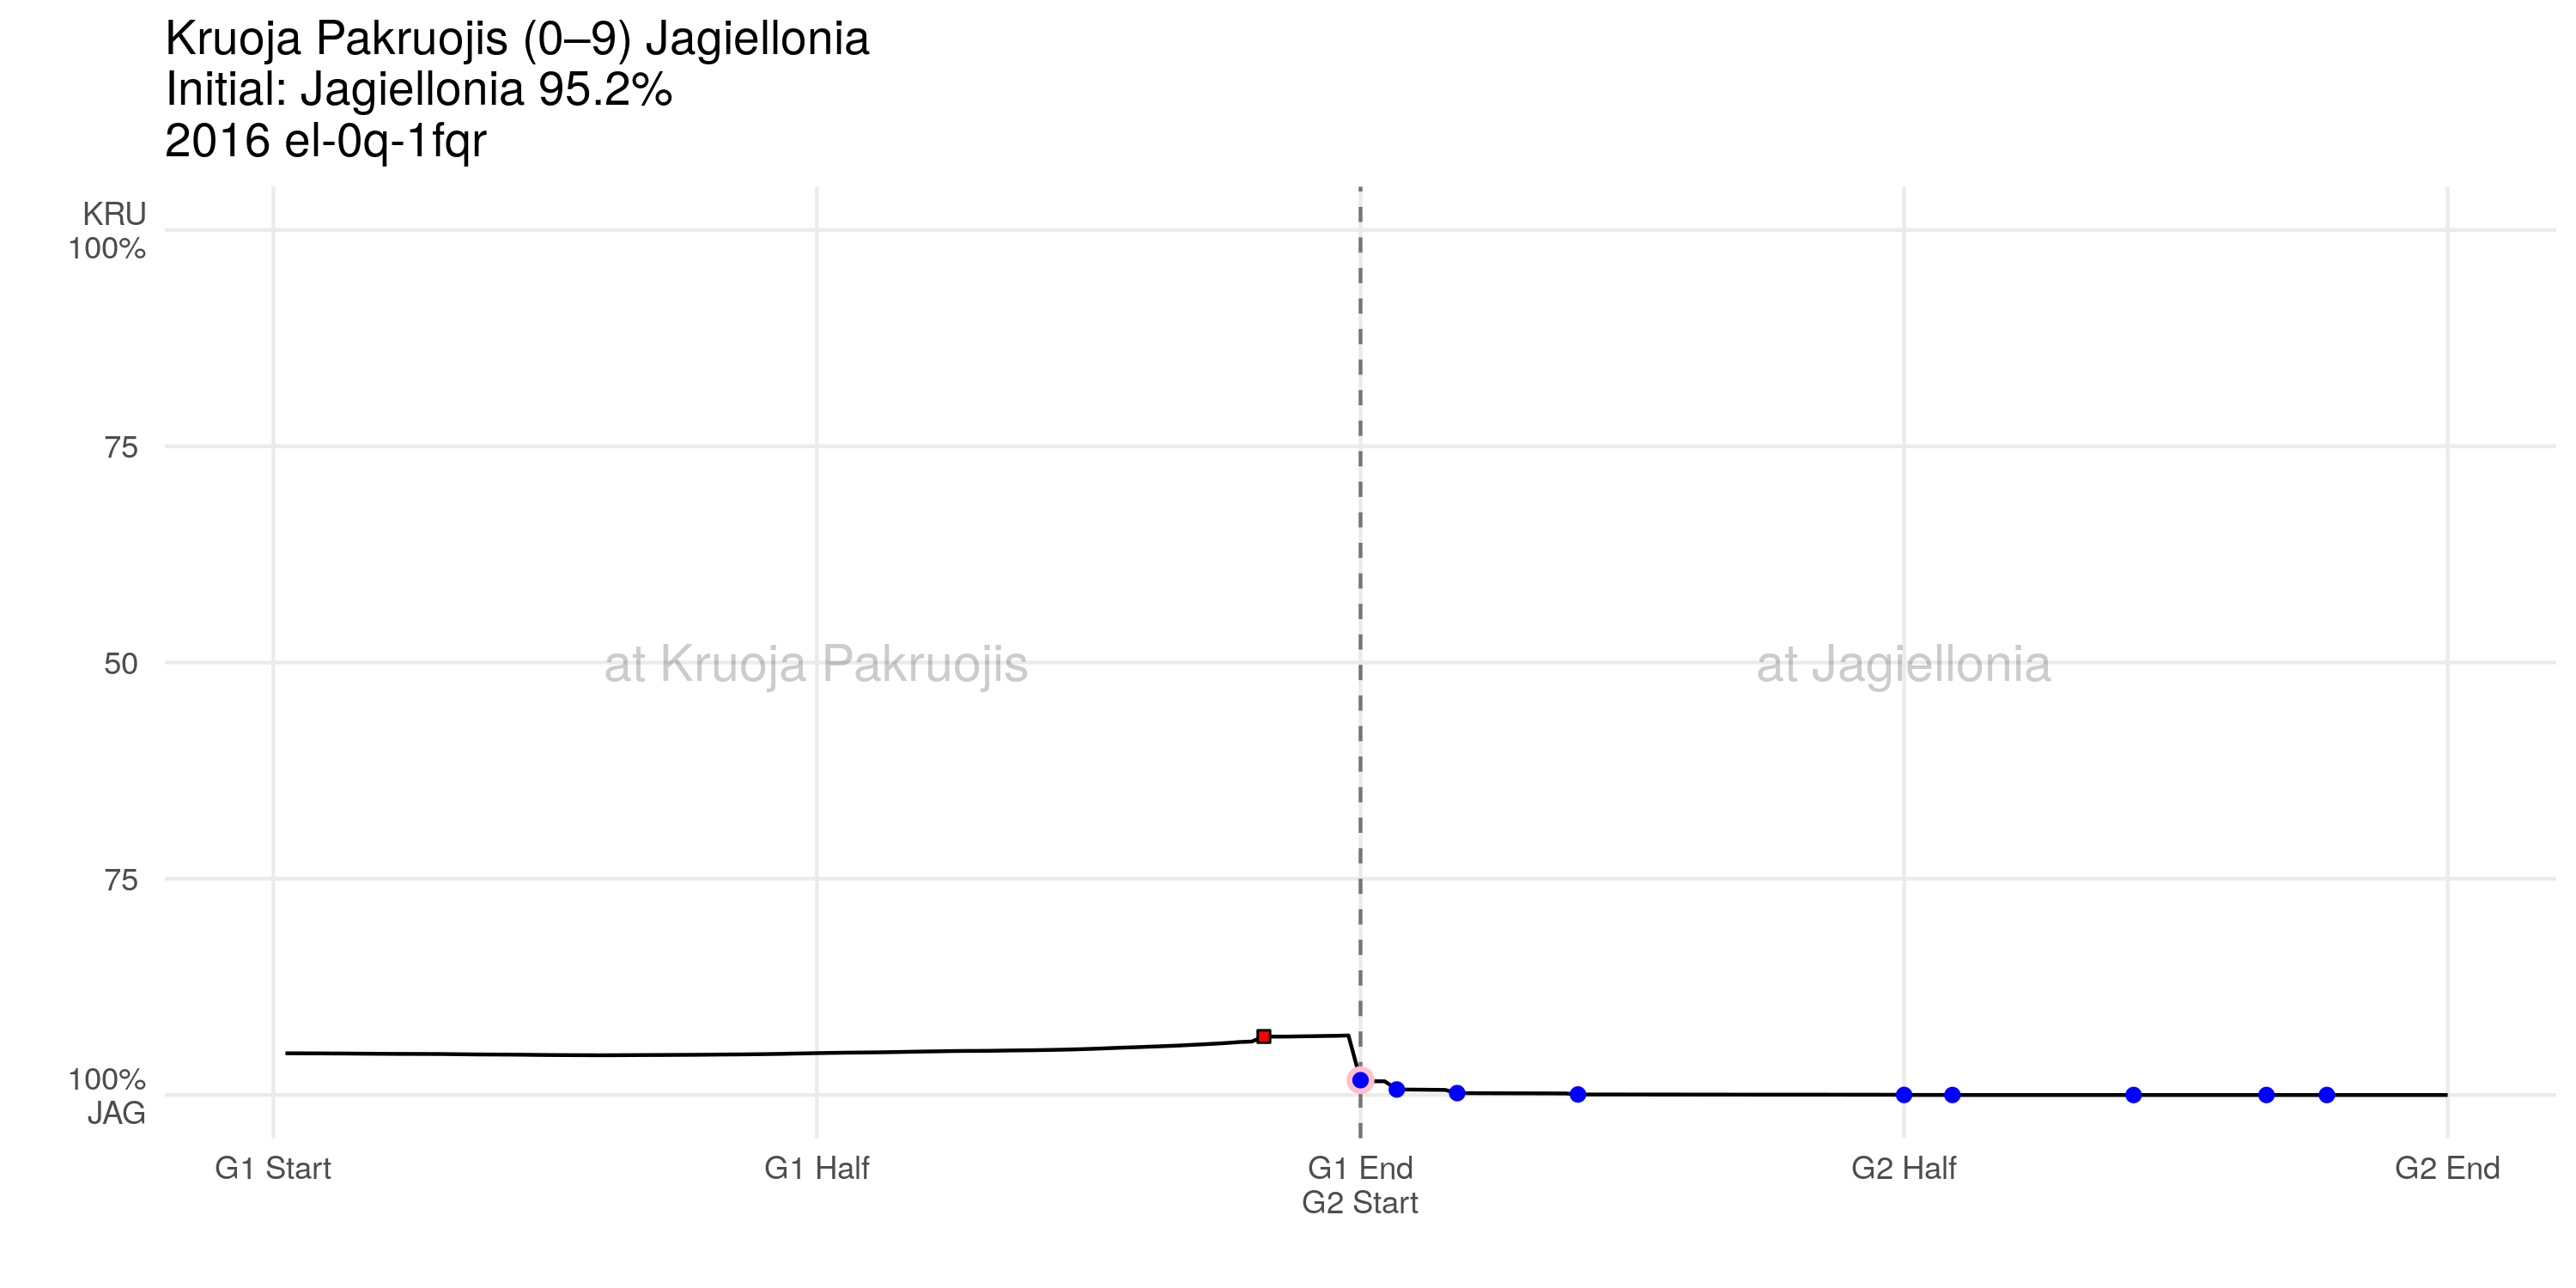 Kruoja Pakruojis (0–9) Jagiellonia
Initial: Jagiellonia 95.2%
2016 el-0q-1fqr
KRU
100%
75
50
75
100%
JAG
at Kruoja Pakruojis
at Jagiellonia
G1 Start
G1 Half
G1 End
G2 Start
G2 Half
G2 End